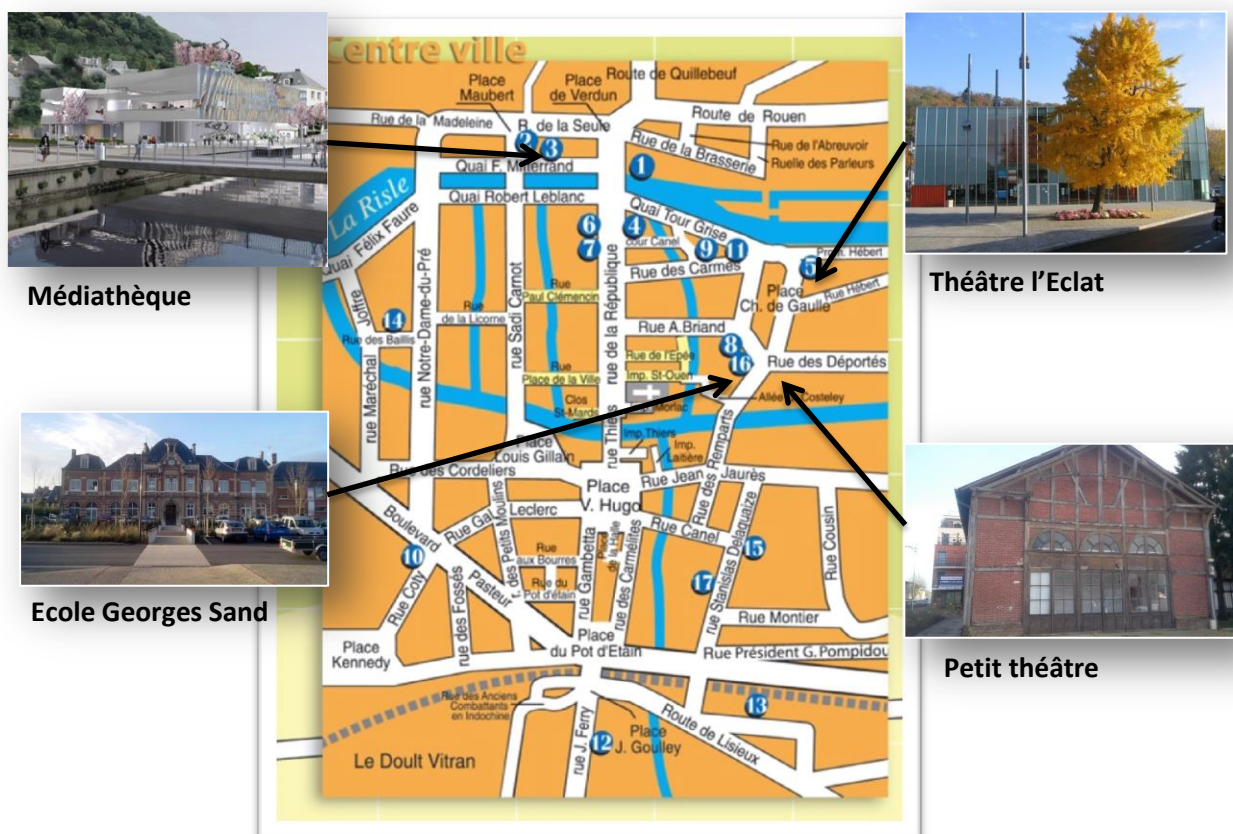 Centre ville
Place
Maubert
Place
de Verdun
Route de Quillebeuf
Route de Rouen
Rue de la Madeleine
R. de la Seule
Rue de l'Abreuvoir
Ruelle des Parleurs
Rue de la Brasserie
2
3
1
Quai F. Mitterrand
Quai Robert Leblanc
La Risle
Quai Félix Faure
Quai Tour Grise
6
7
4
9
11
5
cour Canel
Rue des Carmes
Prom. Hébert
Rue Hébert
Place
Ch. de Gaulle
Médiathèque
Théâtre l'Eclat
Joffre
rue Maréchal
14
Rue des Baillis
rue Notre-Dame-du-Pré
Rue
de la Licorne
rue Sadi Carnot
Rue
Paul Clémencin
rue de la République
Rue A. Briand
8
16
Rue de l'Epée
Imp. St-Ouen
Rue des Déportés
Rue
Place de la Ville
Clos
St-Mards
Imp. Morlac
Allée Costeley
rue Thiers
Imp. Thiers
Imp.
Laitière
Rue des Remparts
Place
Louis Gillain
Rue des Cordeliers
Rue Jean Jaurès
Place
V. Hugo
Boulevard
Pasteur
Rue Gal Leclerc
r. des Petits Moulins
Rue Canel
10
Rue Coty
rue des Fossés
Rue
aux Bourres
Rue du
Pot d'étain
rue Gambetta
Place
de la Halle
rue des Carmélites
rue Stanislas Delaquaize
15
17
Rue Cousin
Rue Montier
Ecole Georges Sand
Petit théâtre
Place
Kennedy
Place
du Pot d'Etain
Rue Président G. Pompidou
Rue des Anciens
Combattants
en Indochine
13
Route de Lisieux
rue J. Ferry
12
Place
J. Goulley
Le Doult Vitran